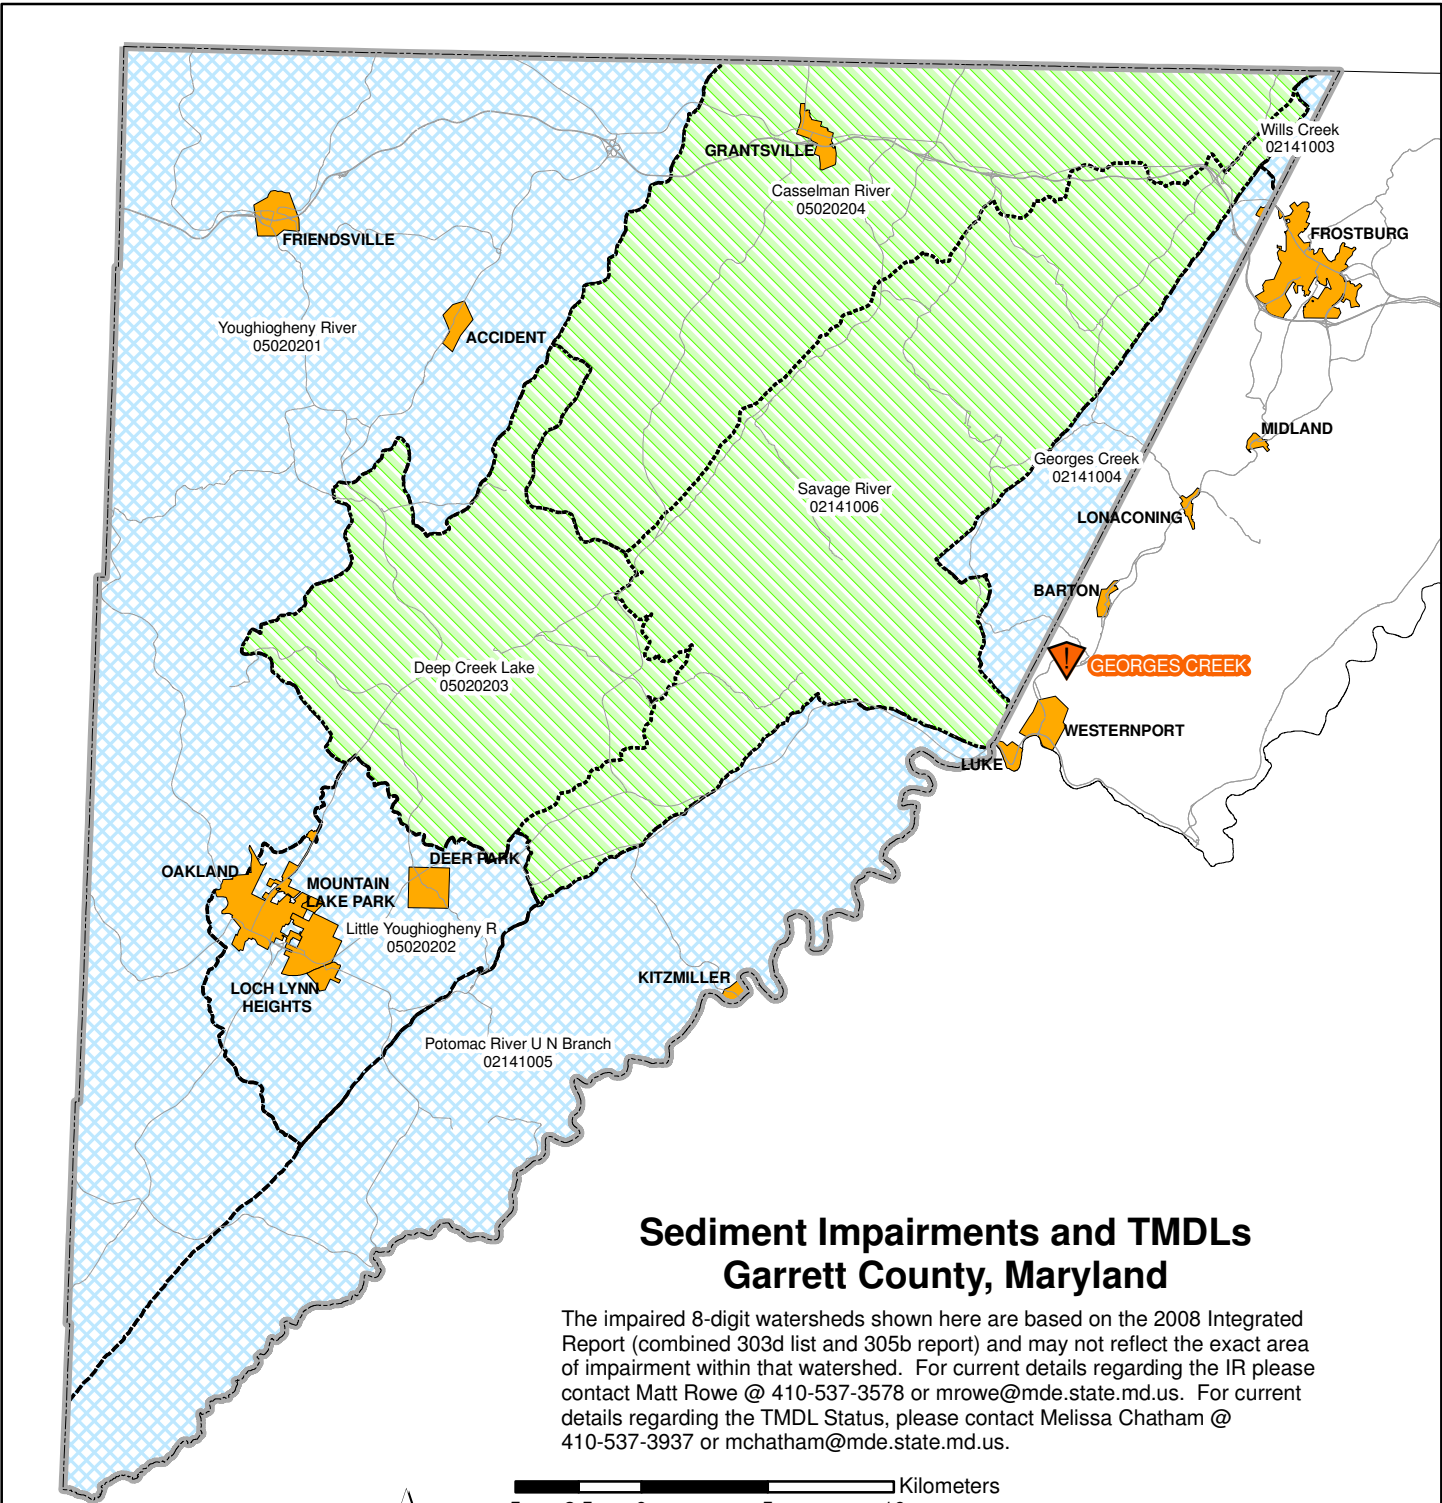 Wills Creek
02141003
GRANTSVILLE
Casselman River
05020204
FROSTBURG
FRIENDSVILLE
Youghiogheny River
05020201
ACCIDENT
MIDLAND
Georges Creek
02141004
Savage River
02141006
LONACONING
BARTON
GEORGES CREEK
Deep Creek Lake
05020203
WESTERNPORT
LUKE
DEER PARK
OAKLAND
MOUNTAIN
LAKE PARK
Little Youghiogheny R
05020202
KITZMILLER
LOCH LYNN
HEIGHTS
Potomac River U N Branch
02141005
Sediment Impairments and TMDLs
Garrett County, Maryland
The impaired 8-digit watersheds shown here are based on the 2008 Integrated
Report (combined 303d list and 305b report) and may not reflect the exact area
of impairment within that watershed.  For current details regarding the IR please
contact Matt Rowe @ 410-537-3578 or mrowe@mde.state.md.us.  For current
details regarding the TMDL Status, please contact Melissa Chatham @
410-537-3937 or mchatham@mde.state.md.us.
Kilometers